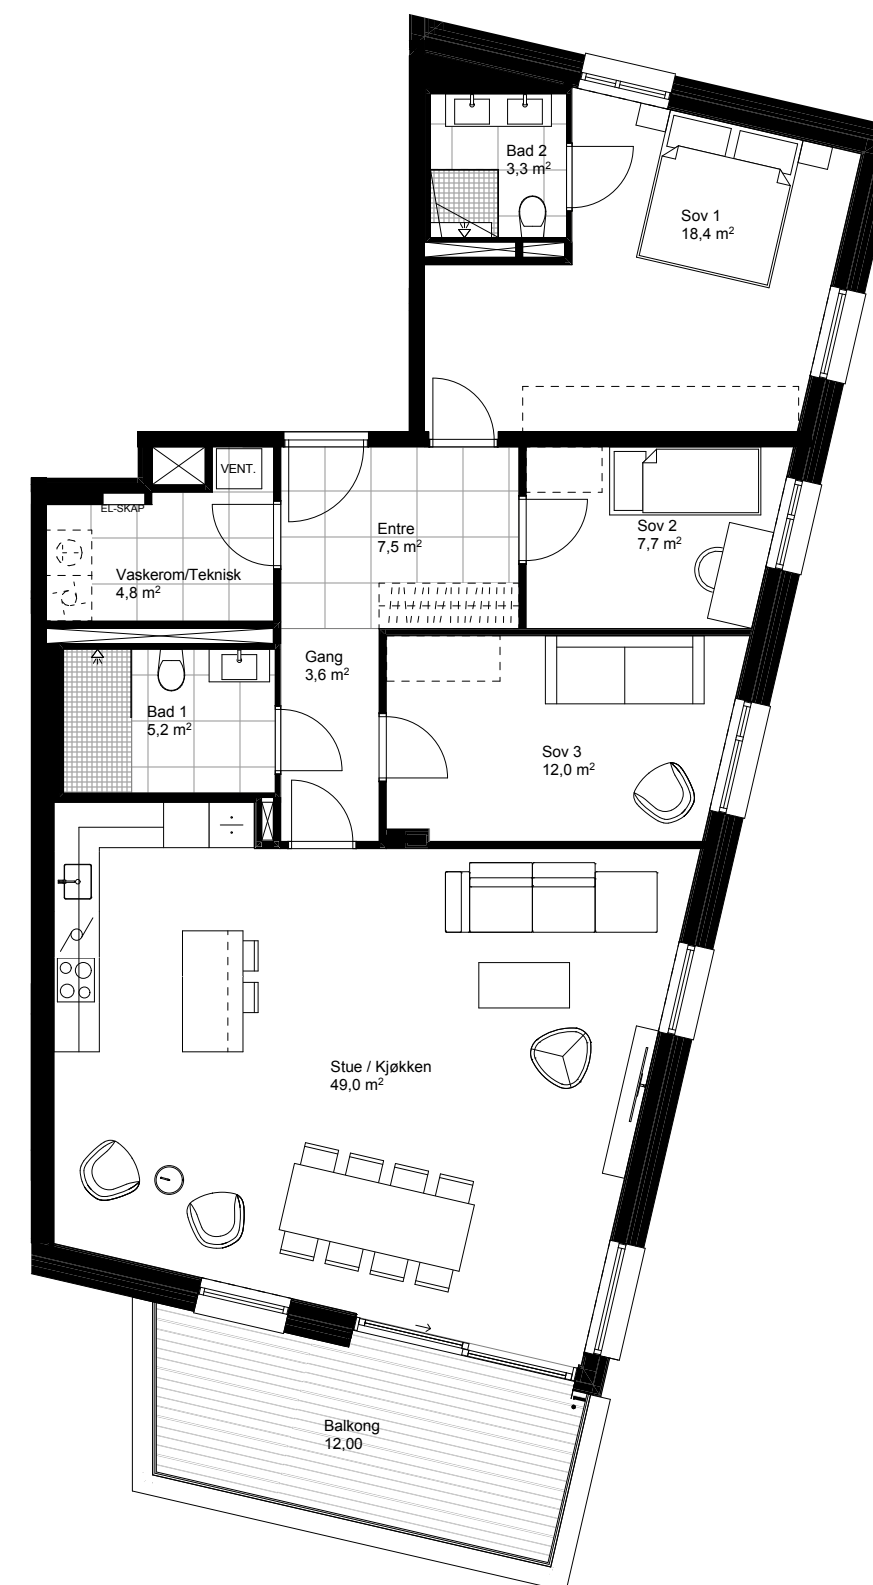 Bad 2
3,3 m²
Sov 1
18,4 m²
VENT.
EL-SKAP
Entre
7,5 m²
Sov 2
7,7 m²
Vaskerom/Teknisk
4,8 m²
Gang
3,6 m²
Bad 1
5,2 m²
Sov 3
12,0 m²
Stue / Kjøkken
49,0 m²
Balkong
12,00